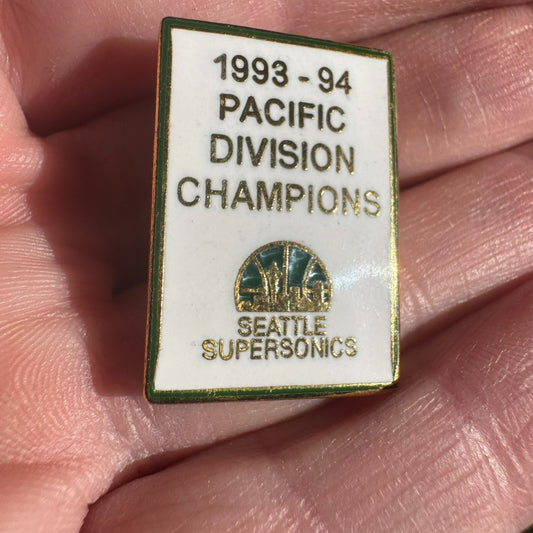 1993 - 94
PACIFIC
DIVISION
CHAMPIONS
SEATTLE
SUPERSONICS